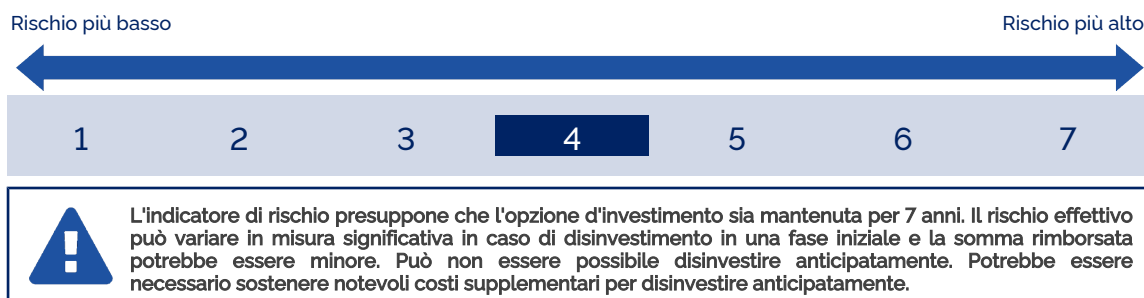 Rischio più basso Rischio più alto
1 2 3 4 5 6 7
L'indicatore di rischio presuppone che l'opzione d'investimento sia mantenuta per 7 anni. Il rischio effettivo
può variare in misura significativa in caso di disinvestimento in una fase iniziale e la somma rimborsata
potrebbe essere minore. Può non essere possibile disinvestire anticipatamente. Potrebbe essere
necessario sostenere notevoli costi supplementari per disinvestire anticipatamente.